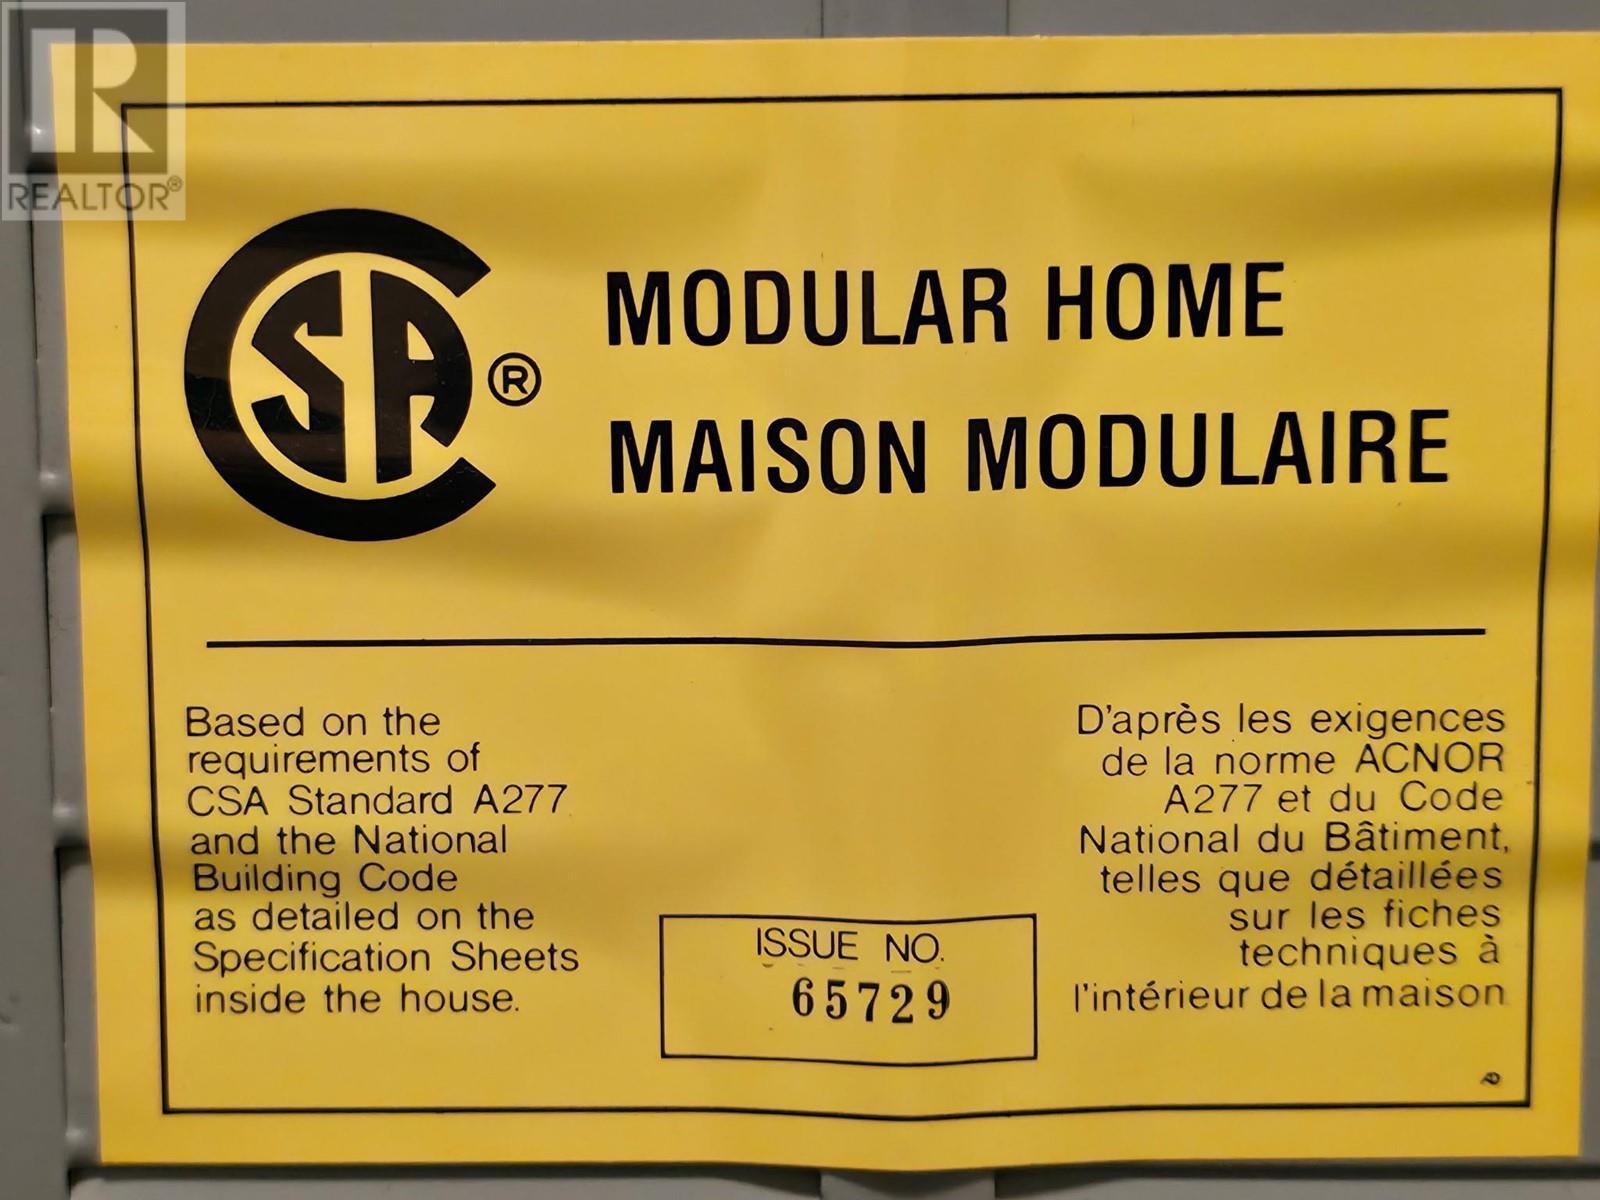 REALTOR®
CSA ®
MODULAR HOME
MAISON MODULAIRE
Based on the
requirements of
CSA Standard A277
and the National
Building Code
as detailed on the
Specification Sheets
inside the house.
ISSUE NO.
65729
D'après les exigences
de la norme ACNOR
A277 et du Code
National du Bâtiment,
telles que détaillées
sur les fiches
techniques à
l'intérieur de la maison